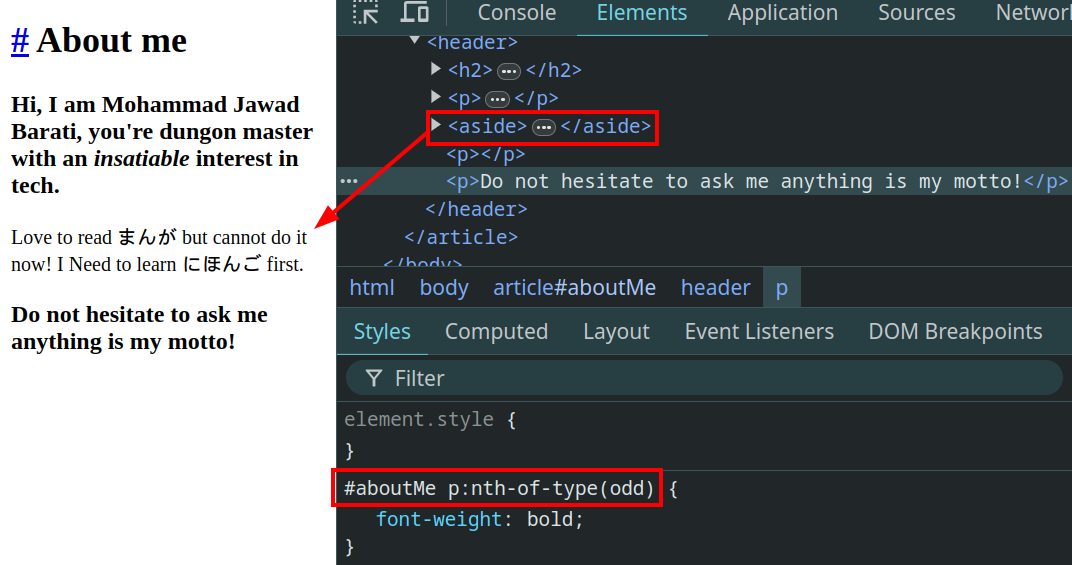 # About me
Hi, I am Mohammad Jawad
Barati, you're dungon master
with an insatiable interest in
tech.
Love to read まんが but cannot do it
now! I Need to learn にほんご first.
Do not hesitate to ask me
anything is my motto!
Console Elements Application Sources Networ
▼<header>
▶<h2>…</h2>
▶<p>…</p>
▶<aside>…</aside>
<p></p>
… <p>Do not hesitate to ask me anything is my motto!</p>
</header>
</article>
</body>
html body article#aboutMe header p
Styles Computed Layout Event Listeners DOM Breakpoints
Filter
element.style {
}
#aboutMe p:nth-of-type(odd) {
font-weight: bold;
}